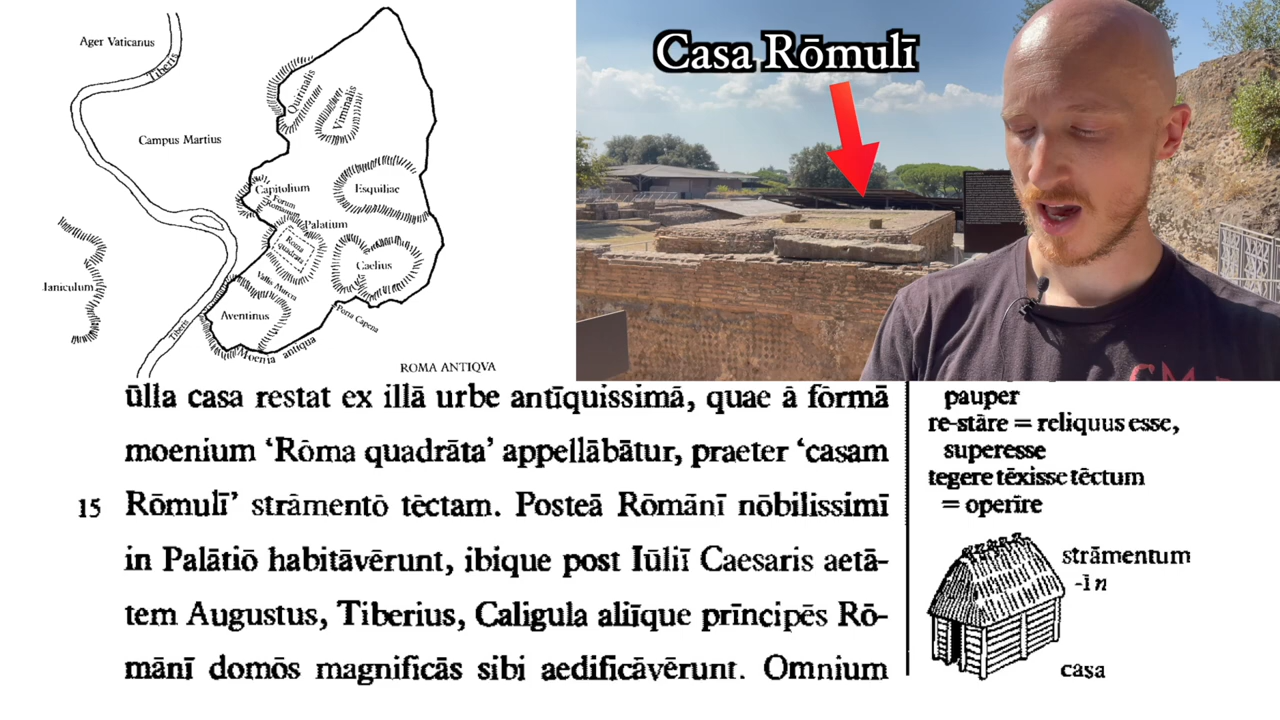 Ager Vaticanus
Tiberis
Quirinalis
Viminalis
Campus Martius
Capitolium
Esquiliae
Forum
Romanum
Palatium
Roma
quadrata
Caelius
Janiculum
Vallis Murcia
Aventinus
Porta Capena
Tiberis
Moenia antiqua
ROMA ANTIQVA
Casa Rōmulī
ūlla casa restat ex illā urbe antīquissimā, quae ā fōrmā
moenium ‘Rōma quadrāta’ appellābātur, praeter ‘casam
15 Rōmulī’ strāmentō tēctam. Posteā Rōmānī nōbilissimī
in Palātiō habitāvērunt, ibique post Iūliī Caesaris aetā-
tem Augustus, Tiberius, Caligula aliīque prīncipēs Rō-
mānī domōs magnificās sibi aedificāvērunt. Omnium
pauper
re-stāre = reliquus esse,
superesse
tegere tēxisse tēctum
= operīre
strāmentum
-ī n
casa